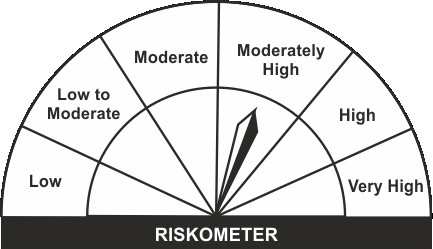 Low
Low to
Moderate
Moderate
Moderately
High
High
Very High
RISKOMETER